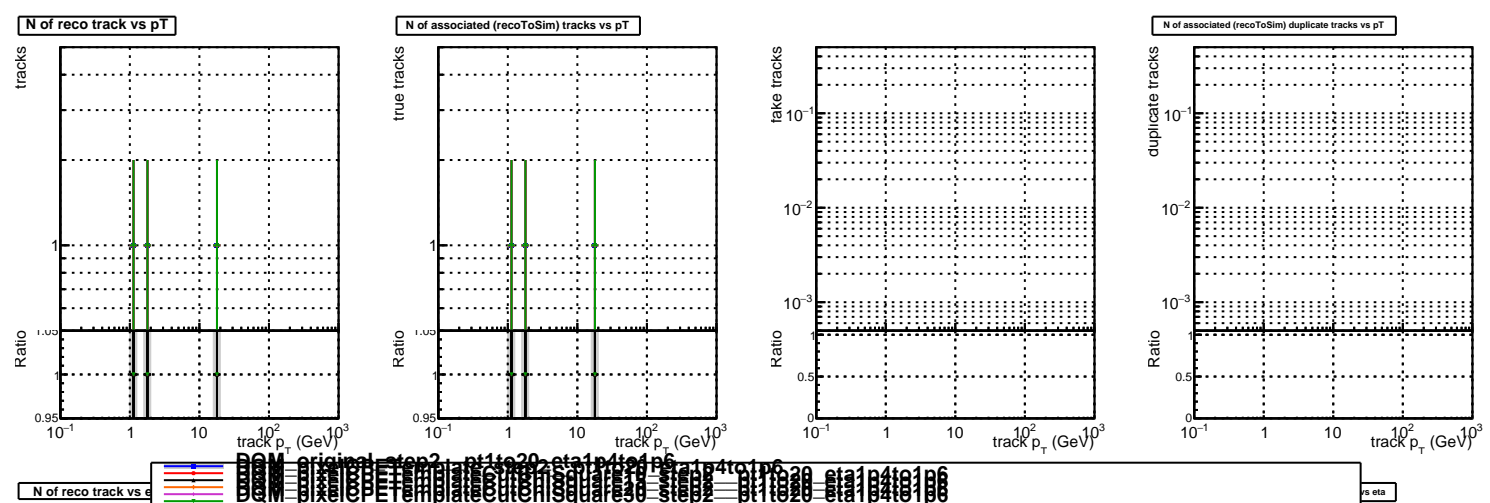 N of reco track vs pT
N of associated (recoToSim) tracks vs pT
N of associated (recoToSim) duplicate tracks vs pT
tracks
1
1.05
Ratio
1
0.95
10−1 1 10 102 103
track pT (GeV)
true tracks
1
1.05
Ratio
1
0.95
10−1 1 10 102 103
track pT (GeV)
fake tracks
10−1
10−2
10−3
Ratio
1
0.5
0
10−1 1 10 102 103
track pT (GeV)
duplicate tracks
10−1
10−2
10−3
Ratio
1
0.5
0
10−1 1 10 102 103
track pT (GeV)
DQM_original_step2__pt1to20_eta1p4to1p6
N of reco track vs e
vs eta